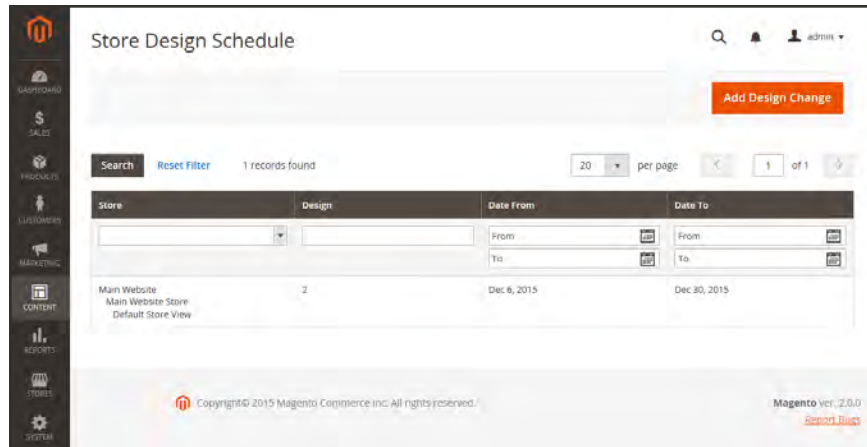 Store Design Schedule
admin
DASHBOARD
SALES
PRODUCTS
CUSTOMERS
MARKETING
CONTENT
REPORTS
STORES
SYSTEM
Add Design Change
Search Reset Filter 1 records found 20 per page 1 of 1
Store Design Date From Date To
From From
To To
Main Website 2 Dec 6, 2015 Dec 30, 2015
Main Website Store
Default Store View
Copyright© 2015 Magento Commerce Inc. All rights reserved.
Magento ver. 2.0.0
Report Bugs